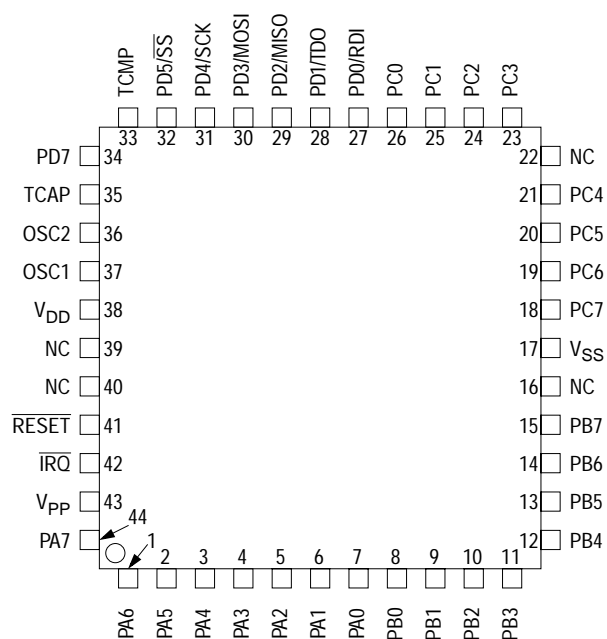 TCMP PD5/SS PD4/SCK PD3/MOSI PD2/MISO PD1/TDO PD0/RDI PC0 PC1 PC2 PC3
33 32 31 30 29 28 27 26 25 24 23
PD7 34 22 NC
TCAP 35 21 PC4
OSC2 36 20 PC5
OSC1 37 19 PC6
VDD 38 18 PC7
NC 39 17 VSS
NC 40 16 NC
RESET 41 15 PB7
IRQ 42 14 PB6
VPP 43 13 PB5
PA7 44 12 PB4
1 2 3 4 5 6 7 8 9 10 11
PA6 PA5 PA4 PA3 PA2 PA1 PA0 PB0 PB1 PB2 PB3